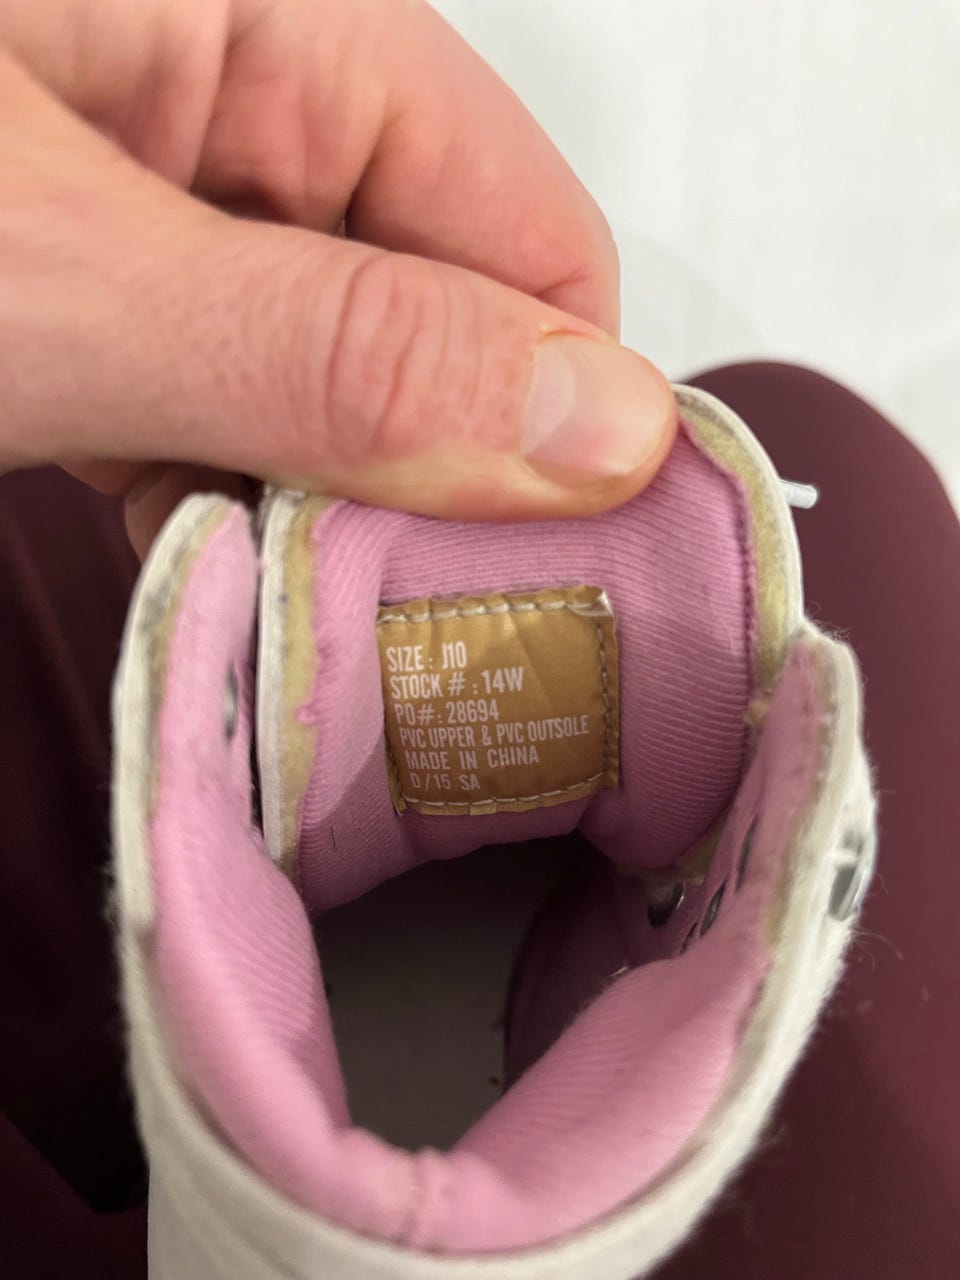 SIZE : J10
STOCK # : 14W
PO# : 28694
PVC UPPER & PVC OUTSOLE
MADE IN CHINA
D / 15 SA